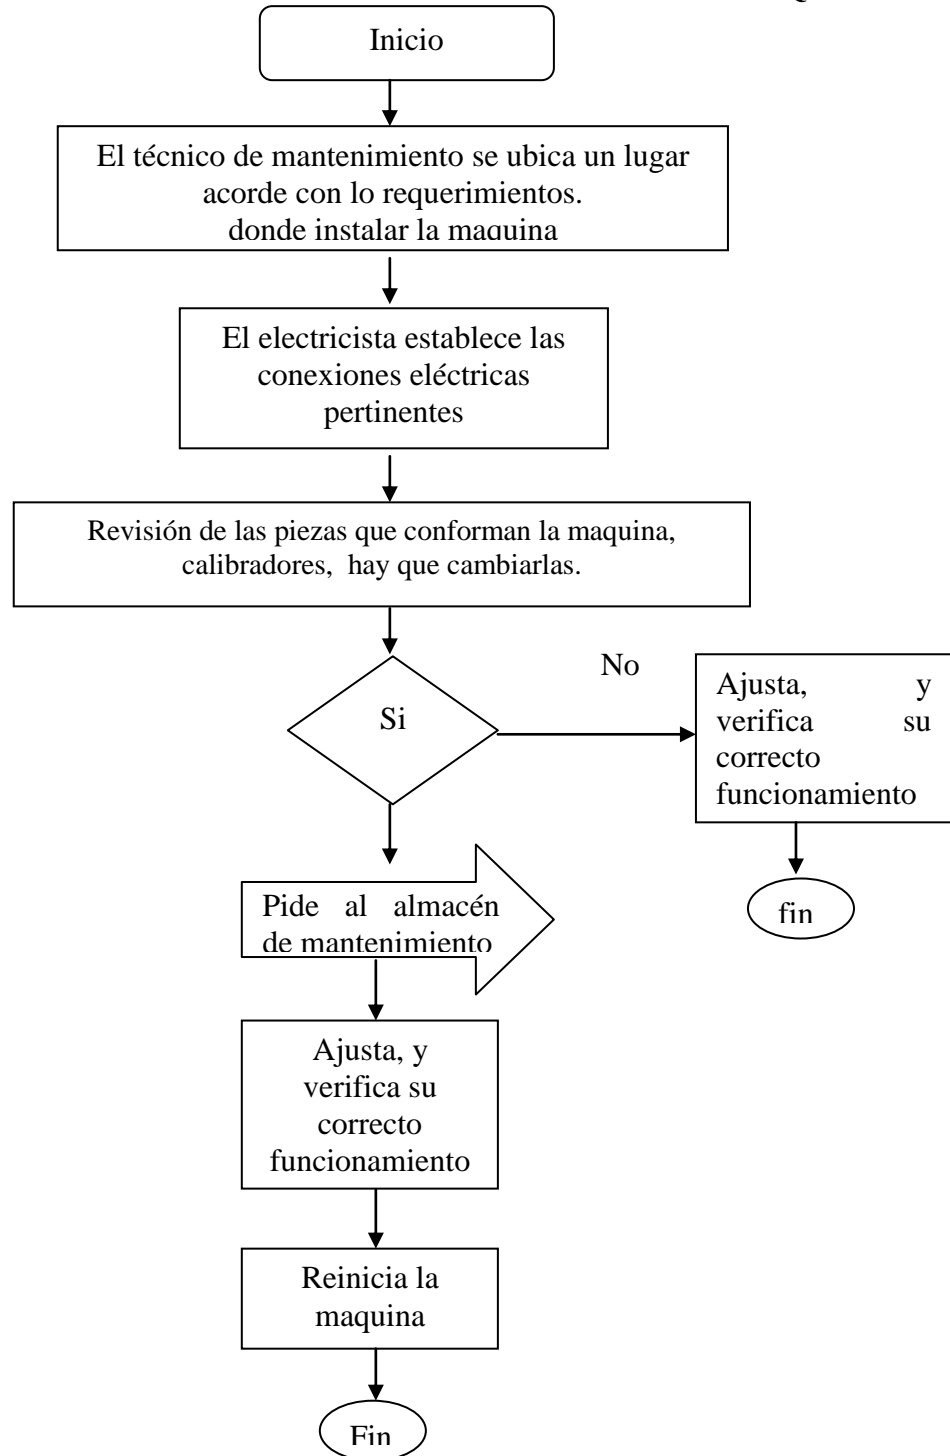 Inicio
El técnico de mantenimiento se ubica un lugar
acorde con lo requerimientos.
donde instalar la maquina
El electricista establece las
conexiones eléctricas
pertinentes
Revisión de las piezas que conforman la maquina,
calibradores, hay que cambiarlas.
Si
No
Ajusta, y
verifica su
correcto
funcionamiento
fin
Pide al almacén
de mantenimiento
Ajusta, y
verifica su
correcto
funcionamiento
Reinicia la
maquina
Fin